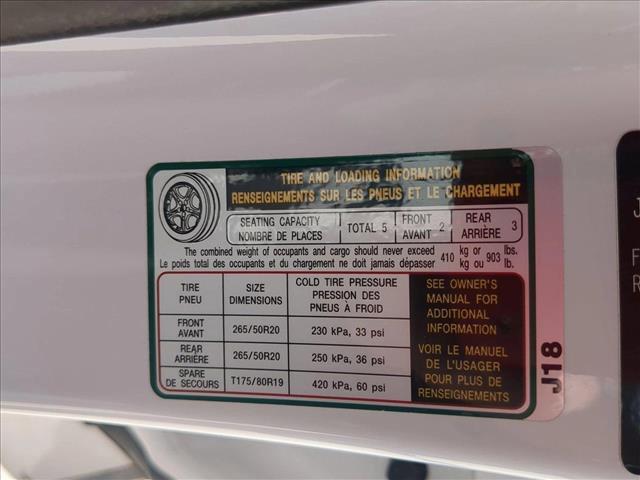 TIRE AND LOADING INFORMATION
RENSEIGNEMENTS SUR LES PNEUS ET LE CHARGEMENT
SEATING CAPACITY
NOMBRE DE PLACES
TOTAL 5
FRONT
AVANT 2
REAR
ARRIÈRE 3
The combined weight of occupants and cargo should never exceed 410 kg or 903 lbs.
Le poids total des occupants et du chargement ne doit jamais dépasser kg ou lb.
TIRE
PNEU
SIZE
DIMENSIONS
COLD TIRE PRESSURE
PRESSION DES
PNEUS À FROID
FRONT
AVANT
265/50R20
230 kPa, 33 psi
REAR
ARRIÈRE
265/50R20
250 kPa, 36 psi
SPARE
DE SECOURS
T175/80R19
420 kPa, 60 psi
SEE OWNER'S
MANUAL FOR
ADDITIONAL
INFORMATION
VOIR LE MANUEL
DE L'USAGER
POUR PLUS DE
RENSEIGNEMENTS
J18
J
F
R